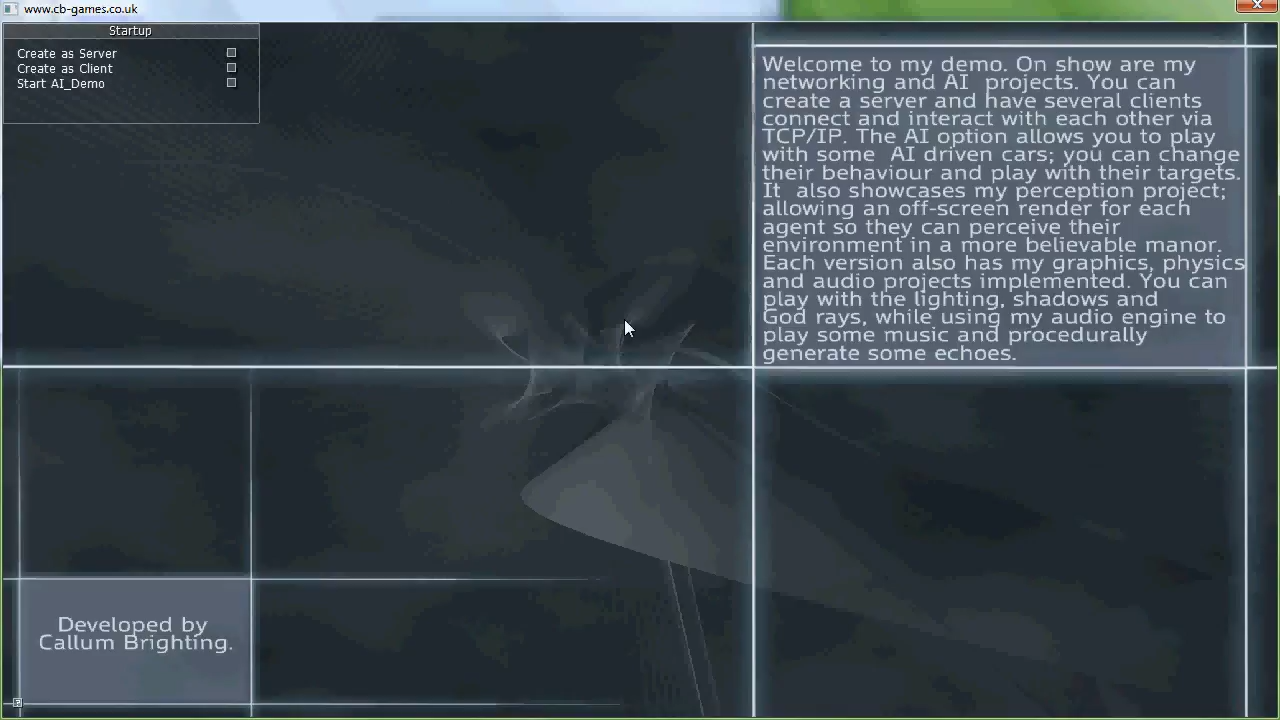 www.cb-games.co.uk
Startup
Create as Server
Create as Client
Start AI_Demo
Welcome to my demo. On show are my
networking and AI  projects. You can
create a server and have several clients
connect and interact with each other via
TCP/IP. The AI option allows you to play
with some  AI driven cars; you can change
their behaviour and play with their targets.
It  also showcases my perception project;
allowing an off-screen render for each
agent so they can perceive their
environment in a more believable manor.
Each version also has my graphics, physics
and audio projects implemented. You can
play with the lighting, shadows and
God rays, while using my audio engine to
play some music and procedurally
generate some echoes.
Developed by
Callum Brighting.
?